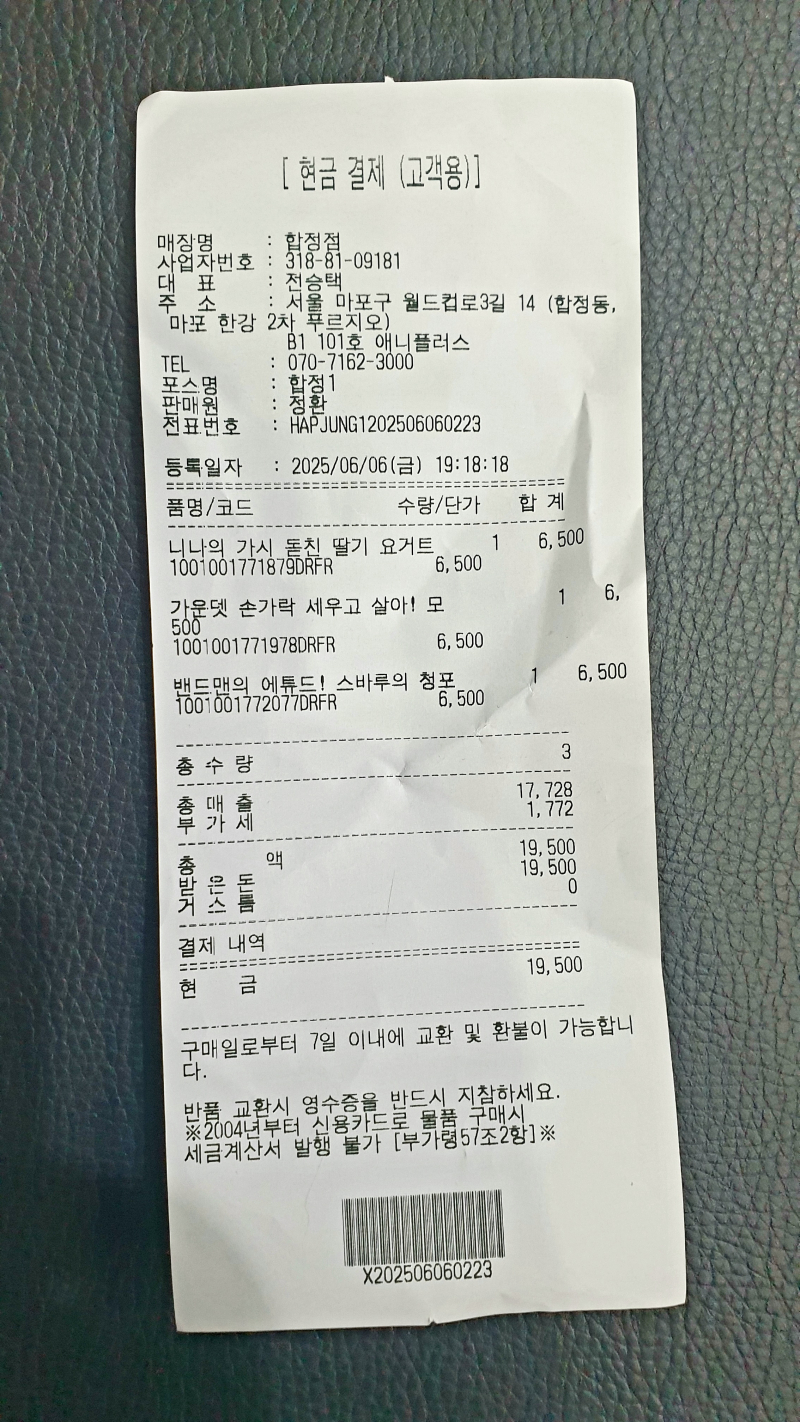 [ 현금 결제 (고객용)]
매장명 : 합정점
사업자번호 : 318-81-09181
대 표 : 전승택
주 소 : 서울 마포구 월드컵로3길 14 (합정동,
마포 한강 2차 푸르지오)
B1 101호 애니플러스
TEL : 070-7162-3000
포스명 : 합정1
판매원 : 정환
전표번호 : HAPJUNG1202506060223
등록일자 : 2025/06/06(금) 19:18:18
품명/코드 수량/단가 합 계
니나의 가시 돋친 딸기 요거트 1 6,500
1001001771879DRFR 6,500
가운뎃 손가락 세우고 살아! 모 1 6,
500
1001001771978DRFR 6,500
밴드맨의 에튜드! 스바루의 청포 1 6,500
1001001772077DRFR 6,500
총 수 량 3
총 매 출 17,728
부 가 세 1,772
총 액 19,500
받 은 돈 19,500
거 스 름 0
결제 내역
현 금 19,500
구매일로부터 7일 이내에 교환 및 환불이 가능합니
다.
반품 교환시 영수증을 반드시 지참하세요.
※2004년부터 신용카드로 물품 구매시
세금계산서 발행 불가 [부가령57조2항]※
X202506060223